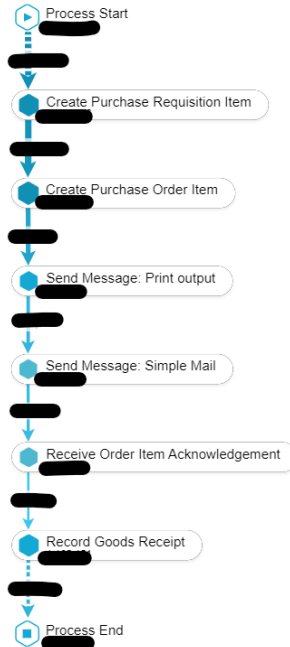 Process Start
Create Purchase Requisition Item
Create Purchase Order Item
Send Message: Print output
Send Message: Simple Mail
Receive Order Item Acknowledgement
Record Goods Receipt
Process End